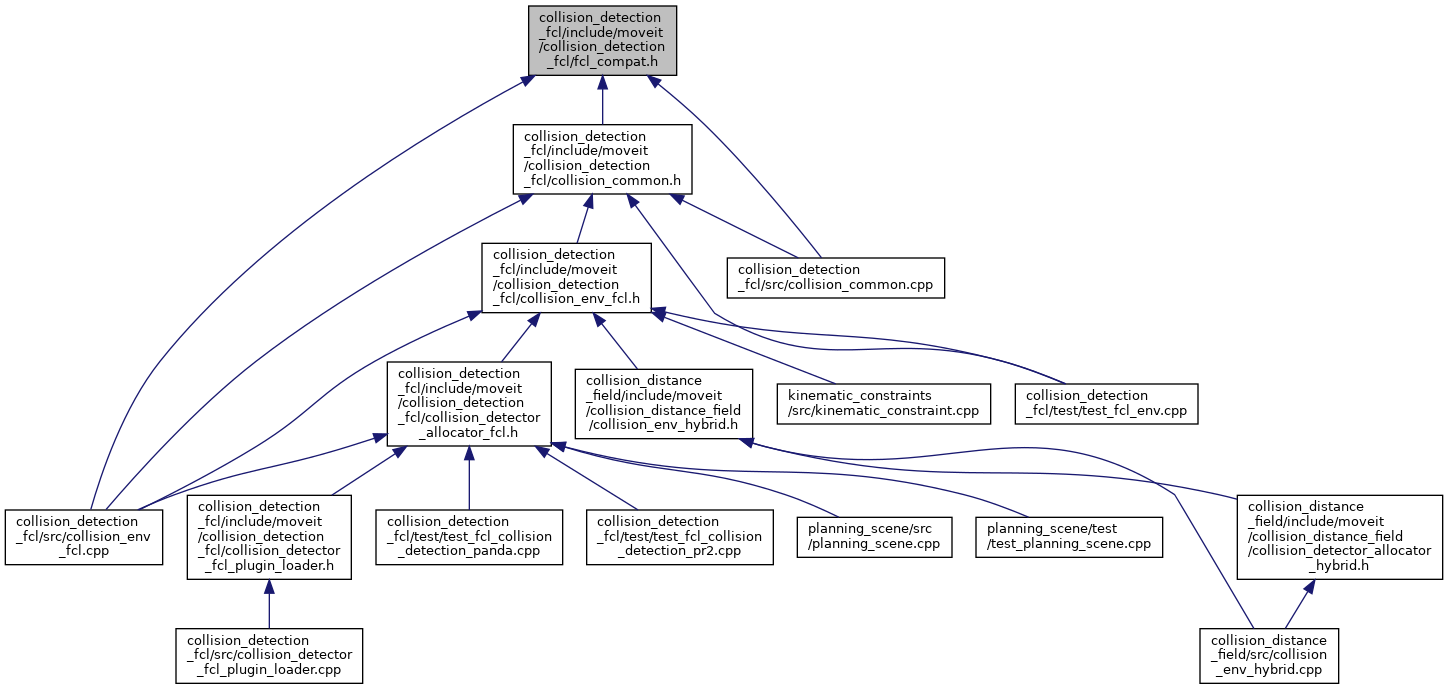 collision_detection
_fcl/include/moveit
/collision_detection
_fcl/fcl_compat.h
collision_detection
_fcl/include/moveit
/collision_detection
_fcl/collision_common.h
collision_detection
_fcl/include/moveit
/collision_detection
_fcl/collision_env_fcl.h
collision_detection
_fcl/src/collision_common.cpp
collision_detection
_fcl/include/moveit
/collision_detection
_fcl/collision_detector
_allocator_fcl.h
collision_distance
_field/include/moveit
/collision_distance_field
/collision_env_hybrid.h
kinematic_constraints
/src/kinematic_constraint.cpp
collision_detection
_fcl/test/test_fcl_env.cpp
collision_detection
_fcl/src/collision_env
_fcl.cpp
collision_detection
_fcl/include/moveit
/collision_detection
_fcl/collision_detector
_fcl_plugin_loader.h
collision_detection
_fcl/test/test_fcl_collision
_detection_panda.cpp
collision_detection
_fcl/test/test_fcl_collision
_detection_pr2.cpp
planning_scene/src
/planning_scene.cpp
planning_scene/test
/test_planning_scene.cpp
collision_distance
_field/include/moveit
/collision_distance_field
/collision_detector_allocator
_hybrid.h
collision_detection
_fcl/src/collision_detector
_fcl_plugin_loader.cpp
collision_distance
_field/src/collision
_env_hybrid.cpp